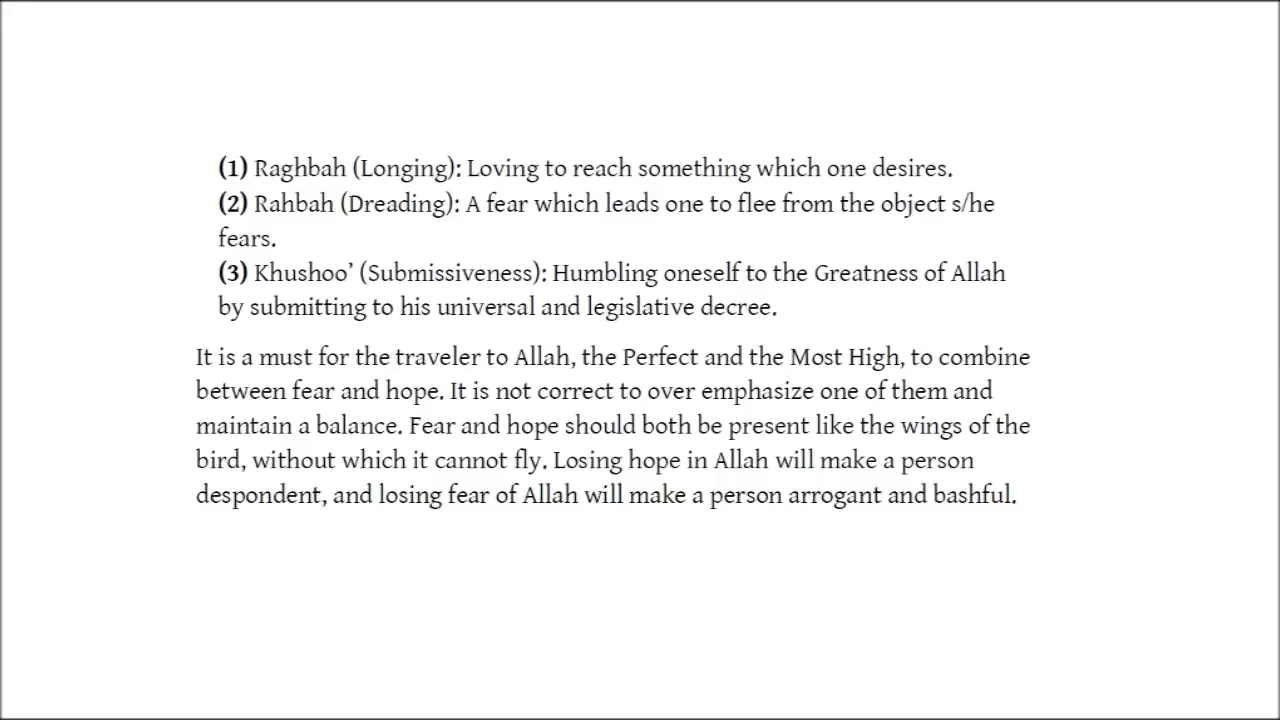 (1) Raghbah (Longing): Loving to reach something which one desires.
(2) Rahbah (Dreading): A fear which leads one to flee from the object s/he
fears.
(3) Khushoo’ (Submissiveness): Humbling oneself to the Greatness of Allah
by submitting to his universal and legislative decree.
It is a must for the traveler to Allah, the Perfect and the Most High, to combine
between fear and hope. It is not correct to over emphasize one of them and
maintain a balance. Fear and hope should both be present like the wings of the
bird, without which it cannot fly. Losing hope in Allah will make a person
despondent, and losing fear of Allah will make a person arrogant and bashful.